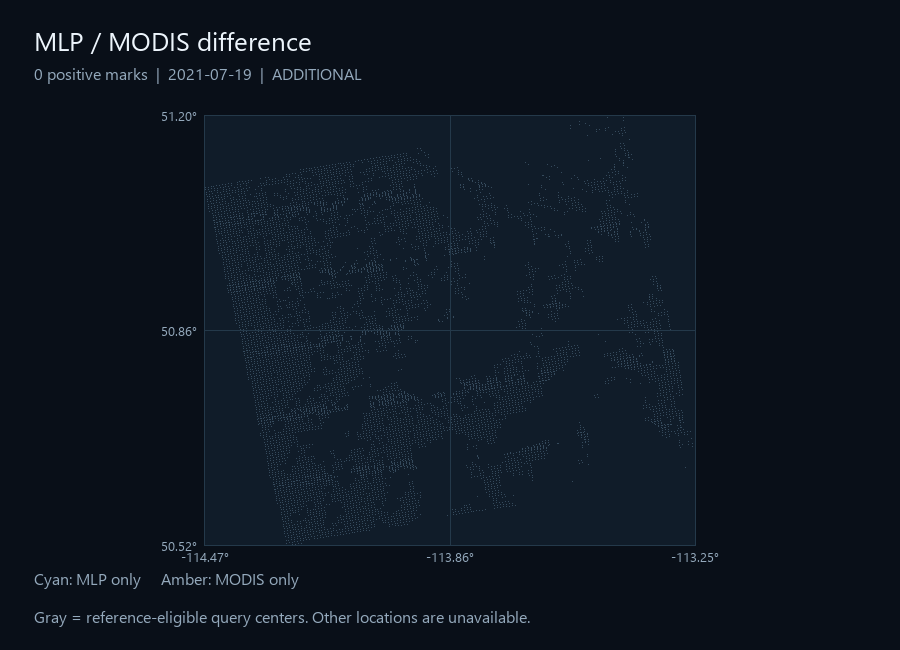 MLP / MODIS difference
0 positive marks | 2021-07-19 | ADDITIONAL
51.20°
50.86°
50.52°
-114.47° -113.86° -113.25°
Cyan: MLP only Amber: MODIS only
Gray = reference-eligible query centers. Other locations are unavailable.